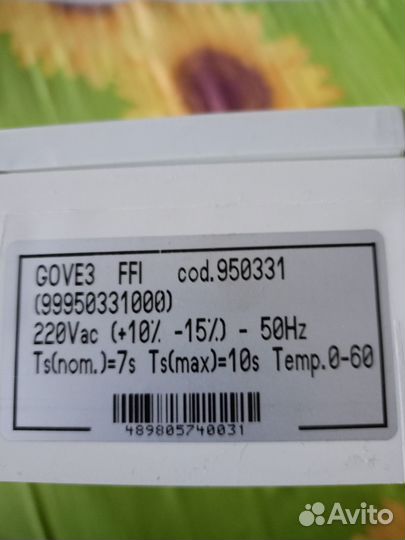 GOVE3 FFI cod.950331
(99950331000)
220Vac (+10% -15%) - 50Hz
Ts(nom.)=7s Ts(max)=10s Temp.0-60
489805740031
Avito